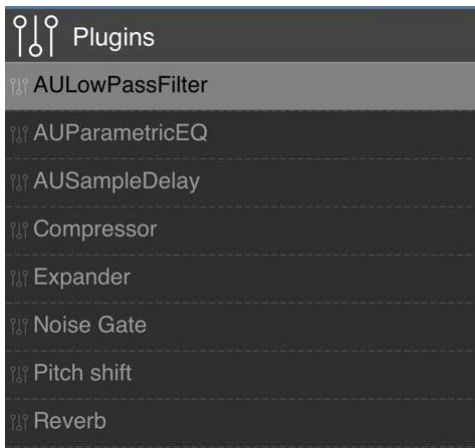 Plugins
AULowPassFilter
AUParametricEQ
AUSampleDelay
Compressor
Expander
Noise Gate
Pitch shift
Reverb